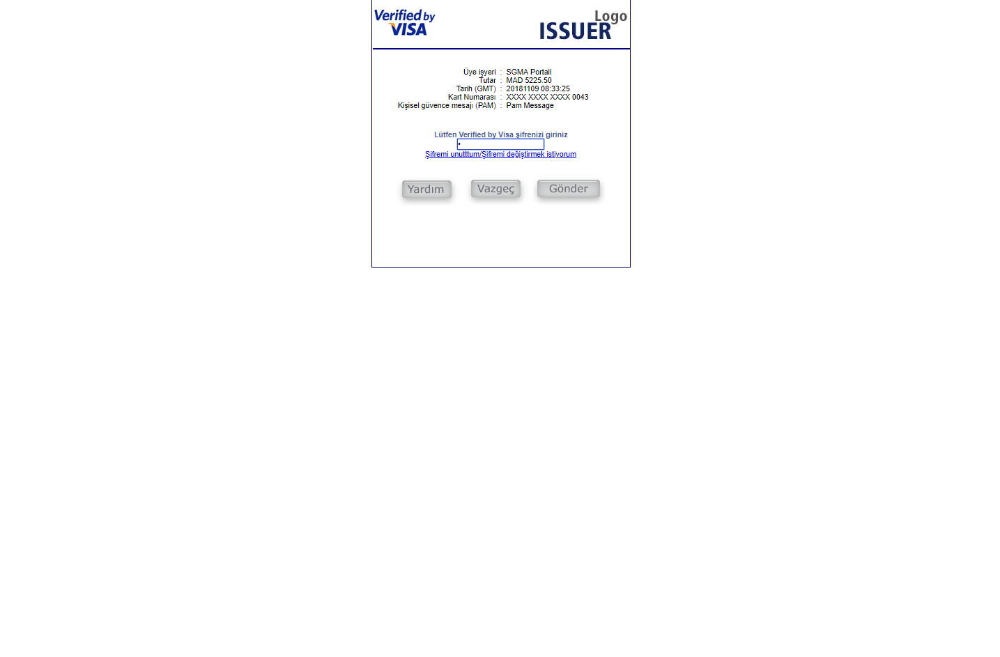 Verified by
VISA
Logo
ISSUER
Üye işyeri : SGMA Portail
Tutar : MAD 5225.50
Tarih (GMT) : 20181109 08:33:25
Kart Numarası : XXXX XXXX XXXX 0043
Kişisel güvence mesajı (PAM) : Pam Message
Lütfen Verified by Visa şifrenizi giriniz
•
Şifremi unutttum/Şifremi değiştirmek istiyorum
Yardım Vazgeç Gönder